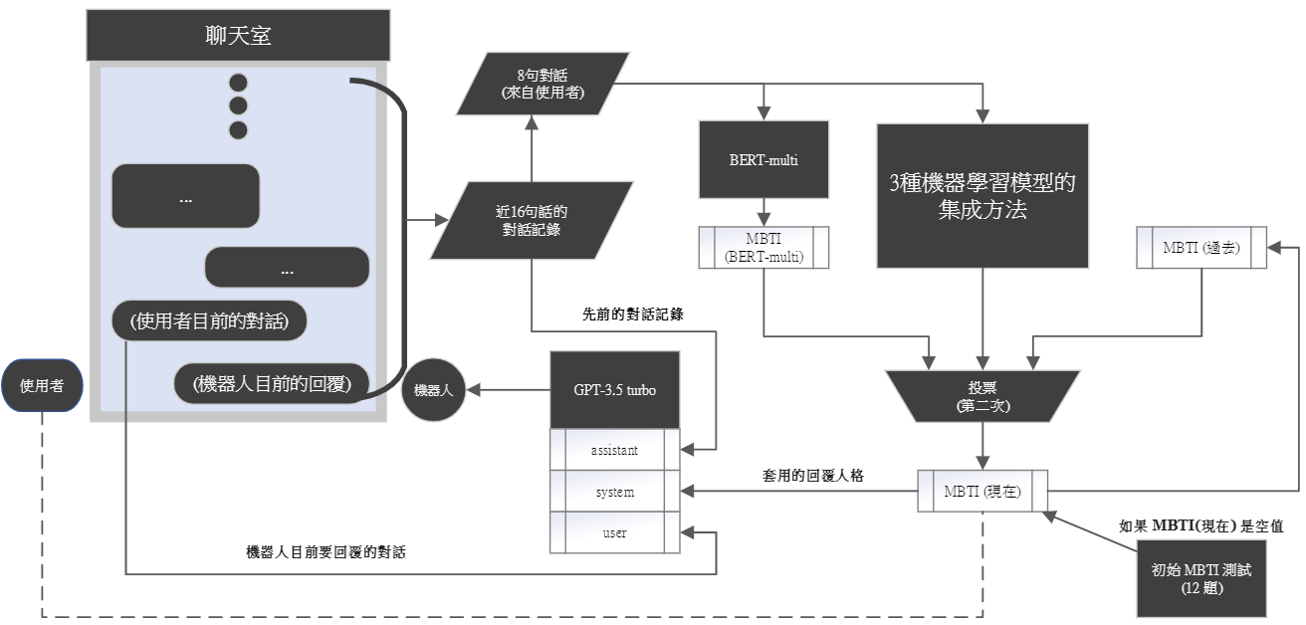 聊天室
...
...
(使用者目前的對話)
(機器人目前的回覆)
使用者
8句對話
(來自使用者)
近16句話的
對話記錄
先前的對話記錄
機器人
GPT-3.5 turbo
assistant
system
user
機器人目前要回覆的對話
BERT-multi
MBTI
(BERT-multi)
3種機器學習模型的
集成方法
MBTI (過去)
投票
(第二次)
套用的回覆人格
MBTI (現在)
如果 MBTI(現在) 是空值
初始 MBTI 測試
(12 題)